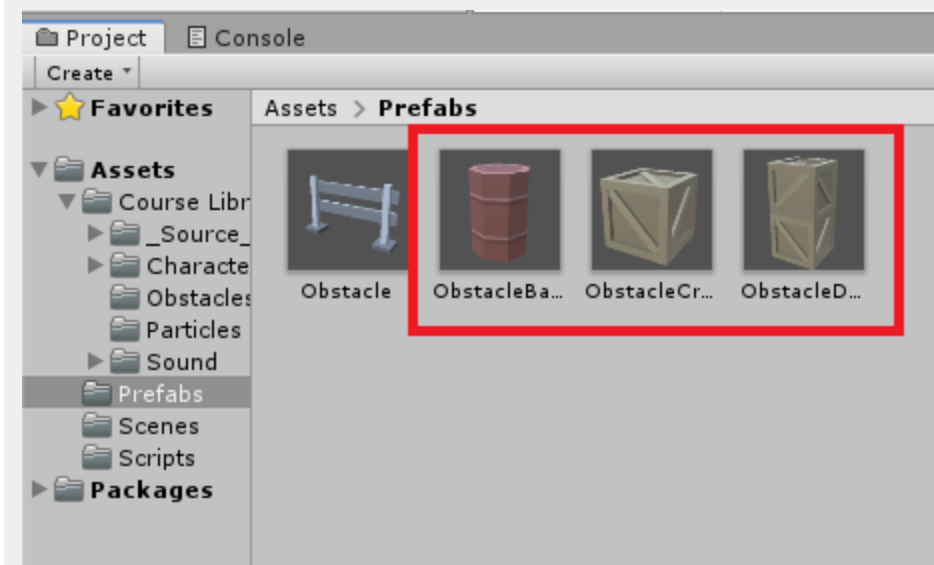 Project Console
Create
Favorites Assets > Prefabs
Assets
Course Libr
_Source_
Characte
Obstacles
Particles
Sound
Prefabs
Scenes
Scripts
Packages
Obstacle ObstacleBa... ObstacleCr... ObstacleD...